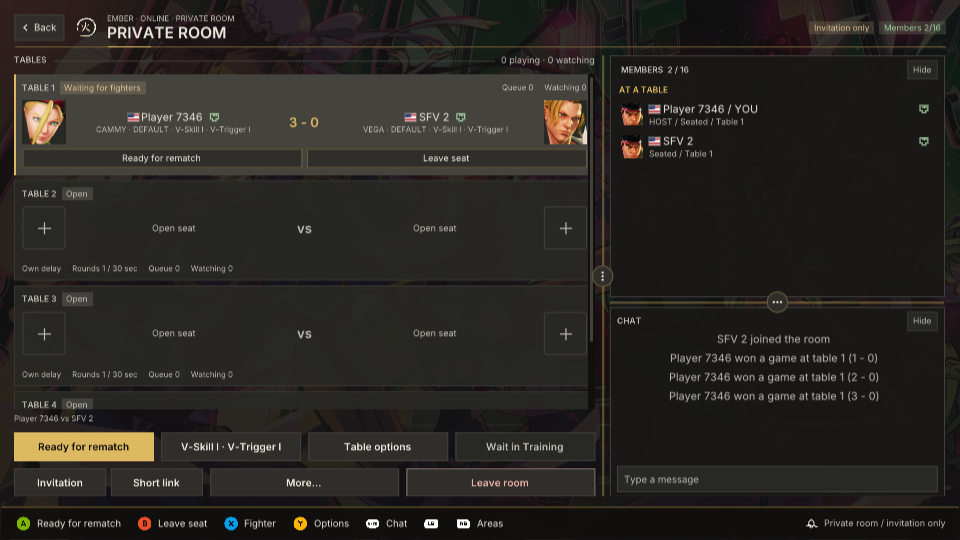 Back
EMBER · ONLINE · PRIVATE ROOM
PRIVATE ROOM
Invitation only
Members 2/16
TABLES
0 playing · 0 watching
TABLE 1 Waiting for fighters
Queue 0 Watching 0
Player 7346
CAMMY · DEFAULT · V-Skill I · V-Trigger I
3 - 0
SFV 2
VEGA · DEFAULT · V-Skill I · V-Trigger I
Ready for rematch
Leave seat
TABLE 2 Open
Open seat
VS
Open seat
Own delay Rounds 1 / 30 sec Queue 0 Watching 0
TABLE 3 Open
Open seat
VS
Open seat
Own delay Rounds 1 / 30 sec Queue 0 Watching 0
TABLE 4 Open
Player 7346 vs SFV 2
Ready for rematch
V-Skill I · V-Trigger I
Table options
Wait in Training
Invitation
Short link
More...
Leave room
MEMBERS 2 / 16
Hide
AT A TABLE
Player 7346 / YOU
HOST / Seated / Table 1
SFV 2
Seated / Table 1
CHAT
Hide
SFV 2 joined the room
Player 7346 won a game at table 1 (1 - 0)
Player 7346 won a game at table 1 (2 - 0)
Player 7346 won a game at table 1 (3 - 0)
Type a message
A Ready for rematch
B Leave seat
X Fighter
Y Options
Chat
LB RB Areas
Private room / invitation only